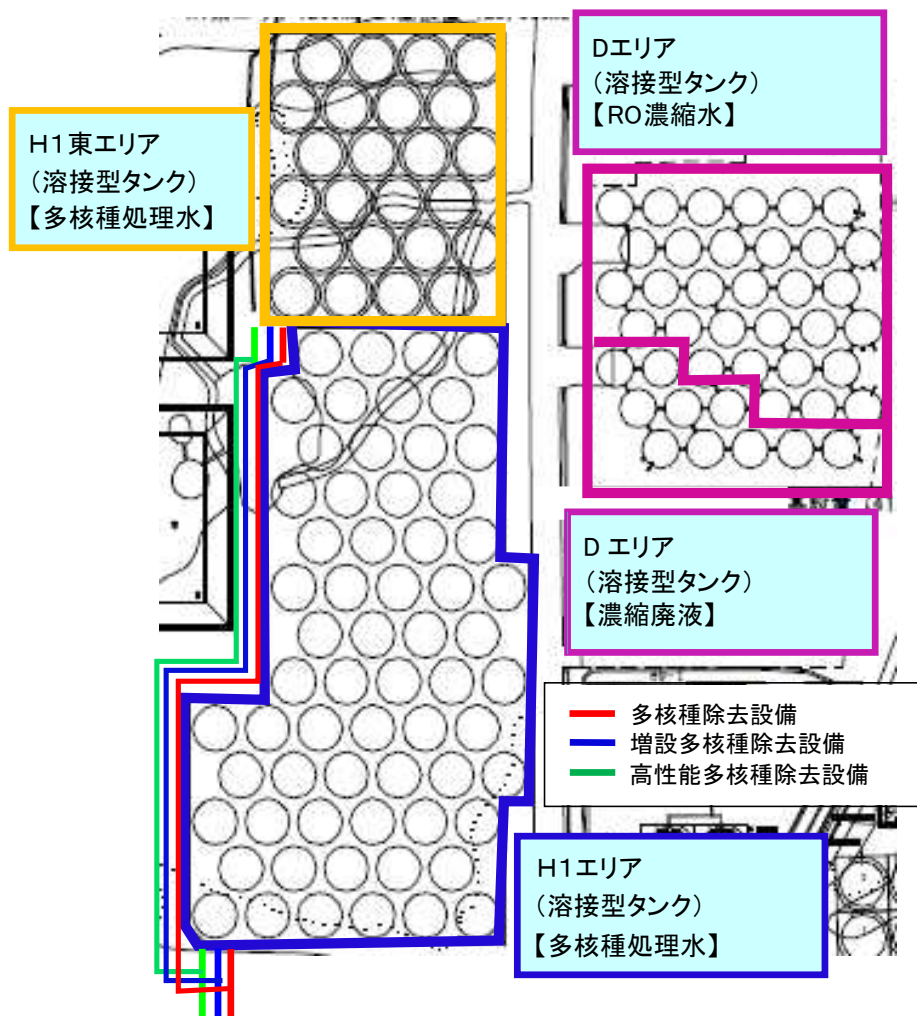 Dエリア
(溶接型タンク)
【RO濃縮水】
H1東エリア
(溶接型タンク)
【多核種処理水】
D エリア
(溶接型タンク)
【濃縮廃液】
多核種除去設備
増設多核種除去設備
高性能多核種除去設備
H1エリア
(溶接型タンク)
【多核種処理水】